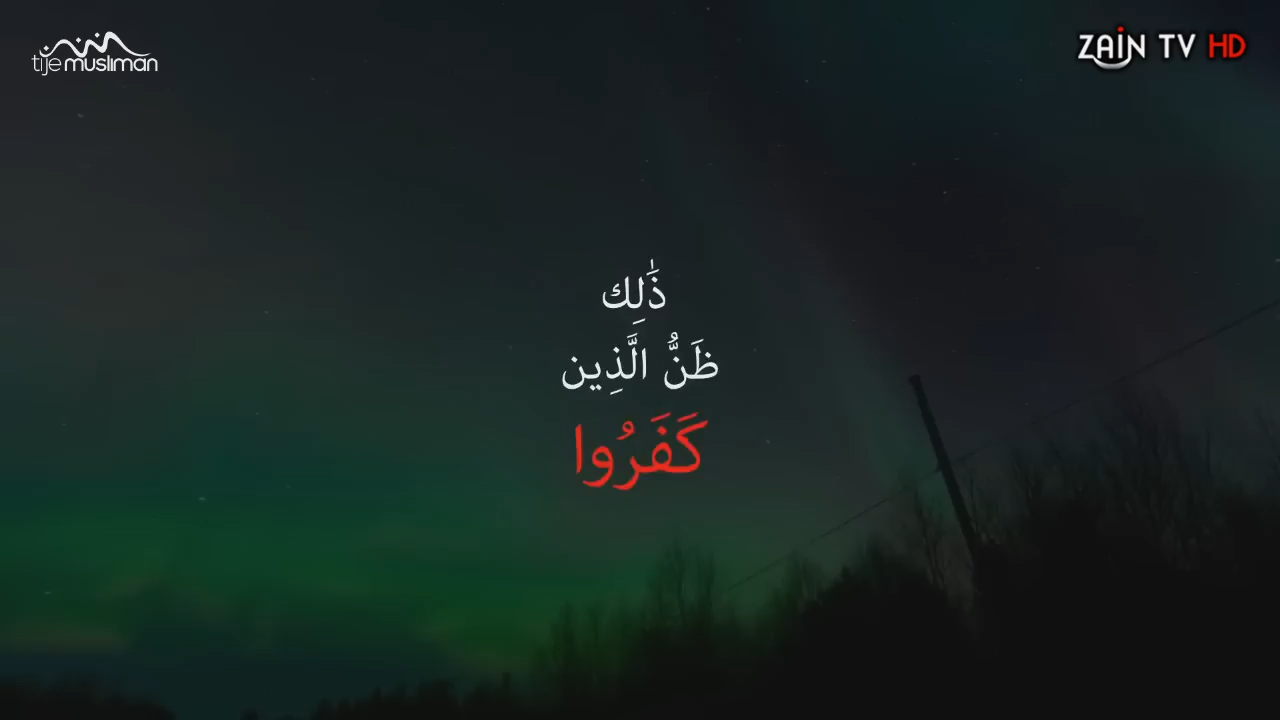 tijemusliman
ZAIN TV HD
ذَٰلِك
ظَنُّ الَّذِين
كَفَرُوا